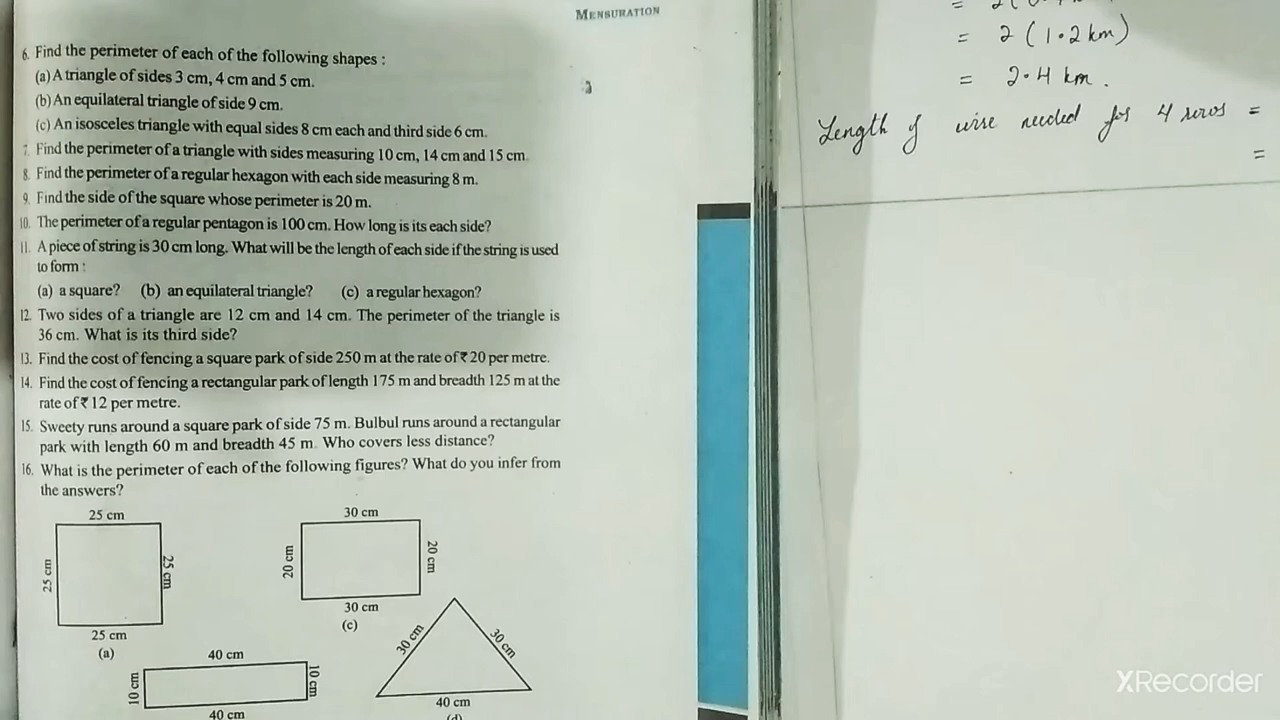 MENSURATION
6. Find the perimeter of each of the following shapes :
(a) A triangle of sides 3 cm, 4 cm and 5 cm.
(b) An equilateral triangle of side 9 cm.
(c) An isosceles triangle with equal sides 8 cm each and third side 6 cm.
7. Find the perimeter of a triangle with sides measuring 10 cm, 14 cm and 15 cm.
8. Find the perimeter of a regular hexagon with each side measuring 8 m.
9. Find the side of the square whose perimeter is 20 m.
10. The perimeter of a regular pentagon is 100 cm. How long is its each side?
11. A piece of string is 30 cm long. What will be the length of each side if the string is used
to form :
(a) a square? (b) an equilateral triangle? (c) a regular hexagon?
12. Two sides of a triangle are 12 cm and 14 cm. The perimeter of the triangle is
36 cm. What is its third side?
13. Find the cost of fencing a square park of side 250 m at the rate of ₹ 20 per metre.
14. Find the cost of fencing a rectangular park of length 175 m and breadth 125 m at the
rate of ₹ 12 per metre.
15. Sweety runs around a square park of side 75 m. Bulbul runs around a rectangular
park with length 60 m and breadth 45 m. Who covers less distance?
16. What is the perimeter of each of the following figures? What do you infer from
the answers?
25 cm
25 cm
25 cm
25 cm
(a)
30 cm
20 cm
20 cm
30 cm
(c)
40 cm
10 cm
10 cm
40 cm
30 cm
30 cm
40 cm
(d)
= 2 (1.2 km)
= 2.4 km.
Length of wire needed for 4 rows =
=
XRecorder